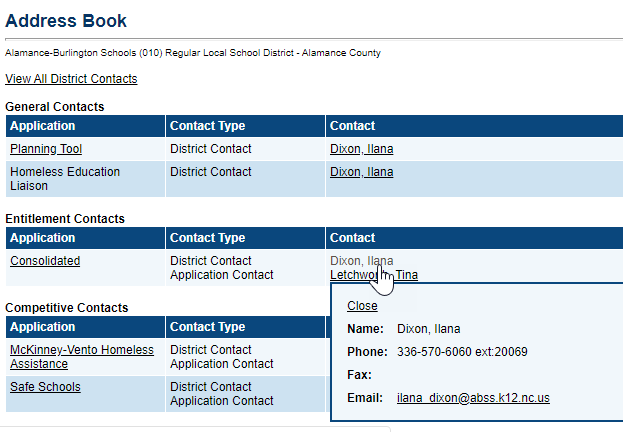 Address Book
Alamance-Burlington Schools (010) Regular Local School District - Alamance County
View All District Contacts
General Contacts
Application Contact Type Contact
Planning Tool District Contact Dixon, Ilana
Homeless Education District Contact Dixon, Ilana
Liaison
Entitlement Contacts
Application Contact Type Contact
Consolidated District Contact Dixon, Ilana
Application Contact Tina
Competitive Contacts
Application Contact Type
McKinney-Vento Homeless District Contact
Assistance Application Contact
Safe Schools District Contact
Application Contact
Close
Name: Dixon, Ilana
Phone: 336-570-6060 ext:20069
Fax:
Email: ilana_dixon@abss.k12.nc.us